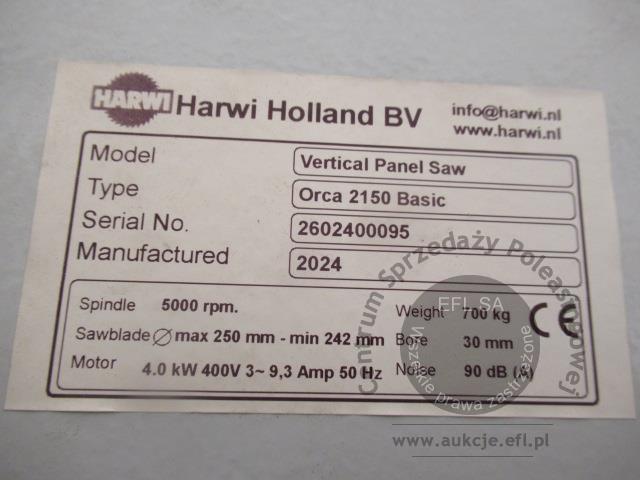 HARWI Harwi Holland BV info@harwi.nl
www.harwi.nl
Model Vertical Panel Saw
Type Orca 2150 Basic
Serial No. 2602400095
Manufactured 2024
Spindle 5000 rpm. Weight 700 kg CE
Sawblade Ø max 250 mm - min 242 mm Bore 30 mm
Motor 4.0 kW 400V 3~ 9,3 Amp 50 Hz Noise 90 dB (A)
Centrum Sprzedaży Poleasingowej
EFL SA
Wszelkie prawa zastrzeżone
www.aukcje.efl.pl